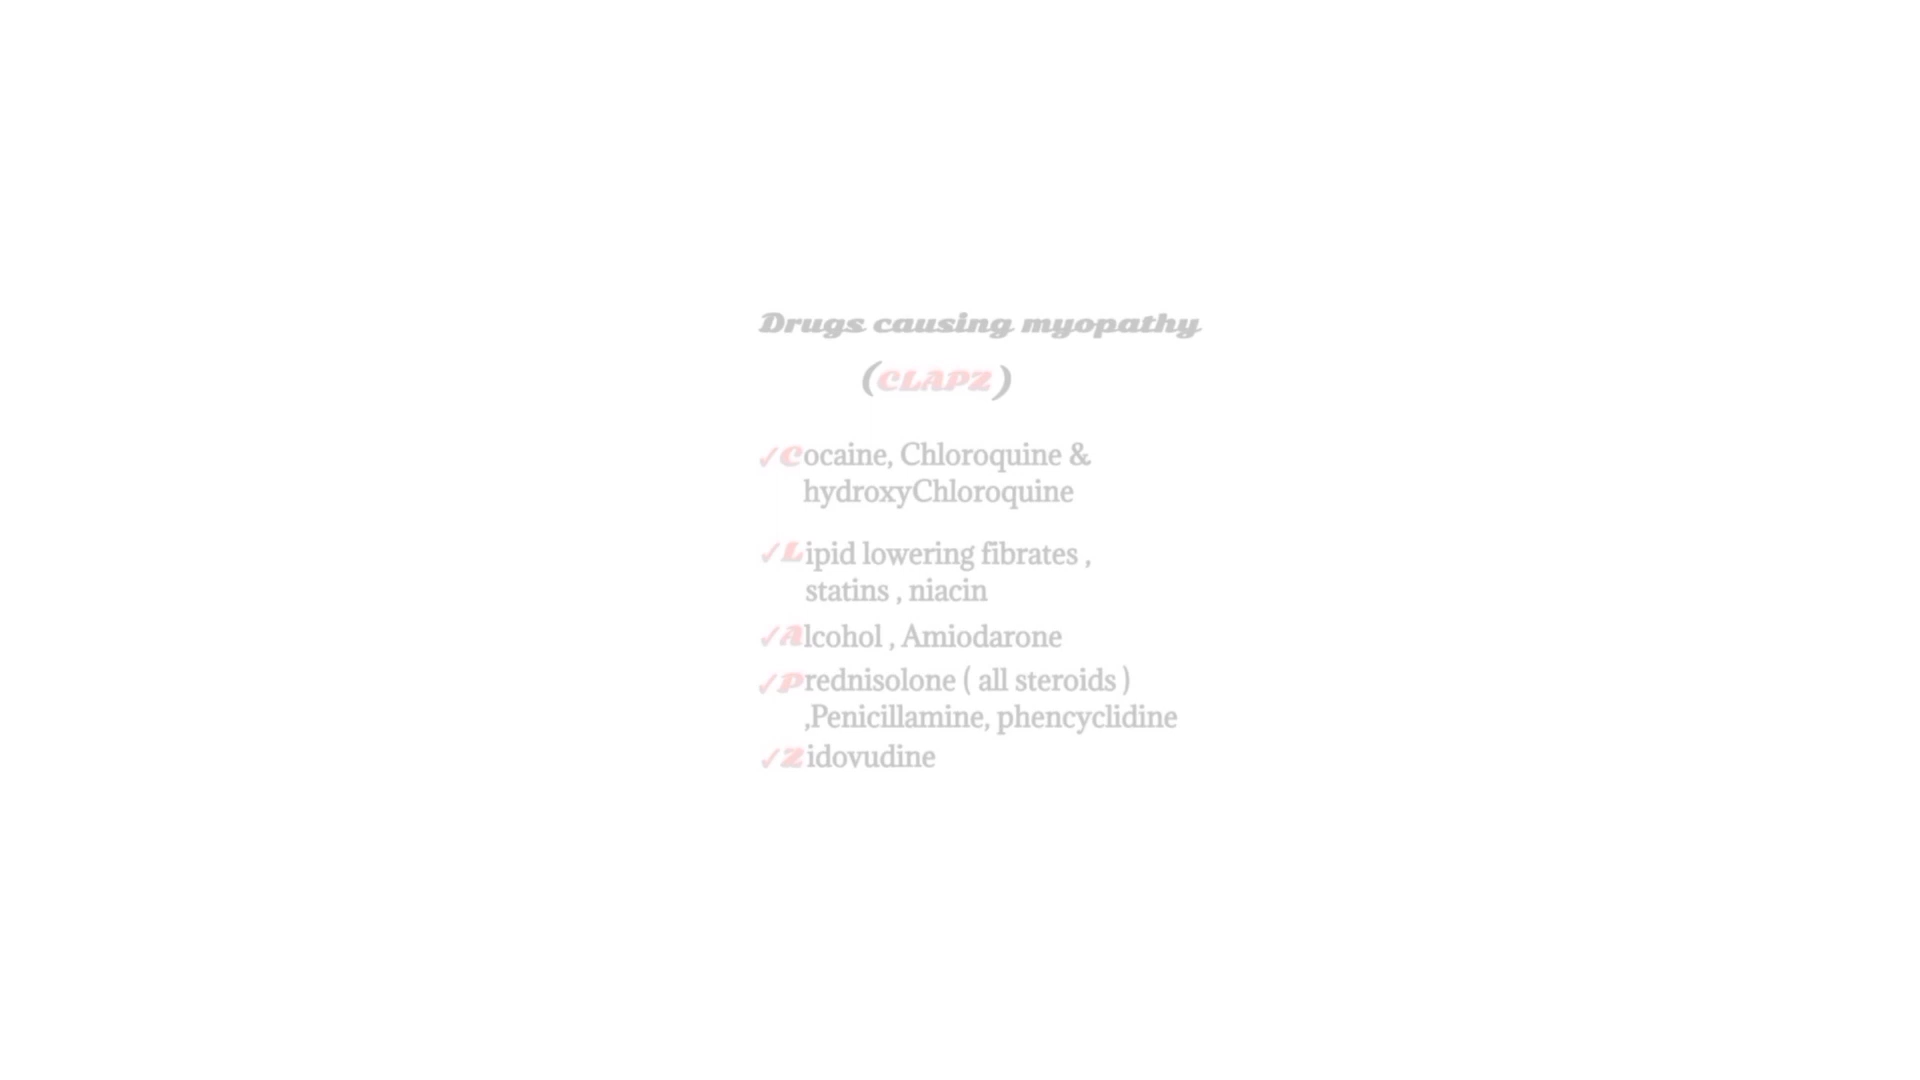 Drugs causing myopathy
(CLAPZ)
✓Cocaine, Chloroquine &
hydroxyChloroquine
✓Lipid lowering fibrates ,
statins , niacin
✓Alcohol , Amiodarone
✓Prednisolone ( all steroids )
,Penicillamine, phencyclidine
✓Zidovudine